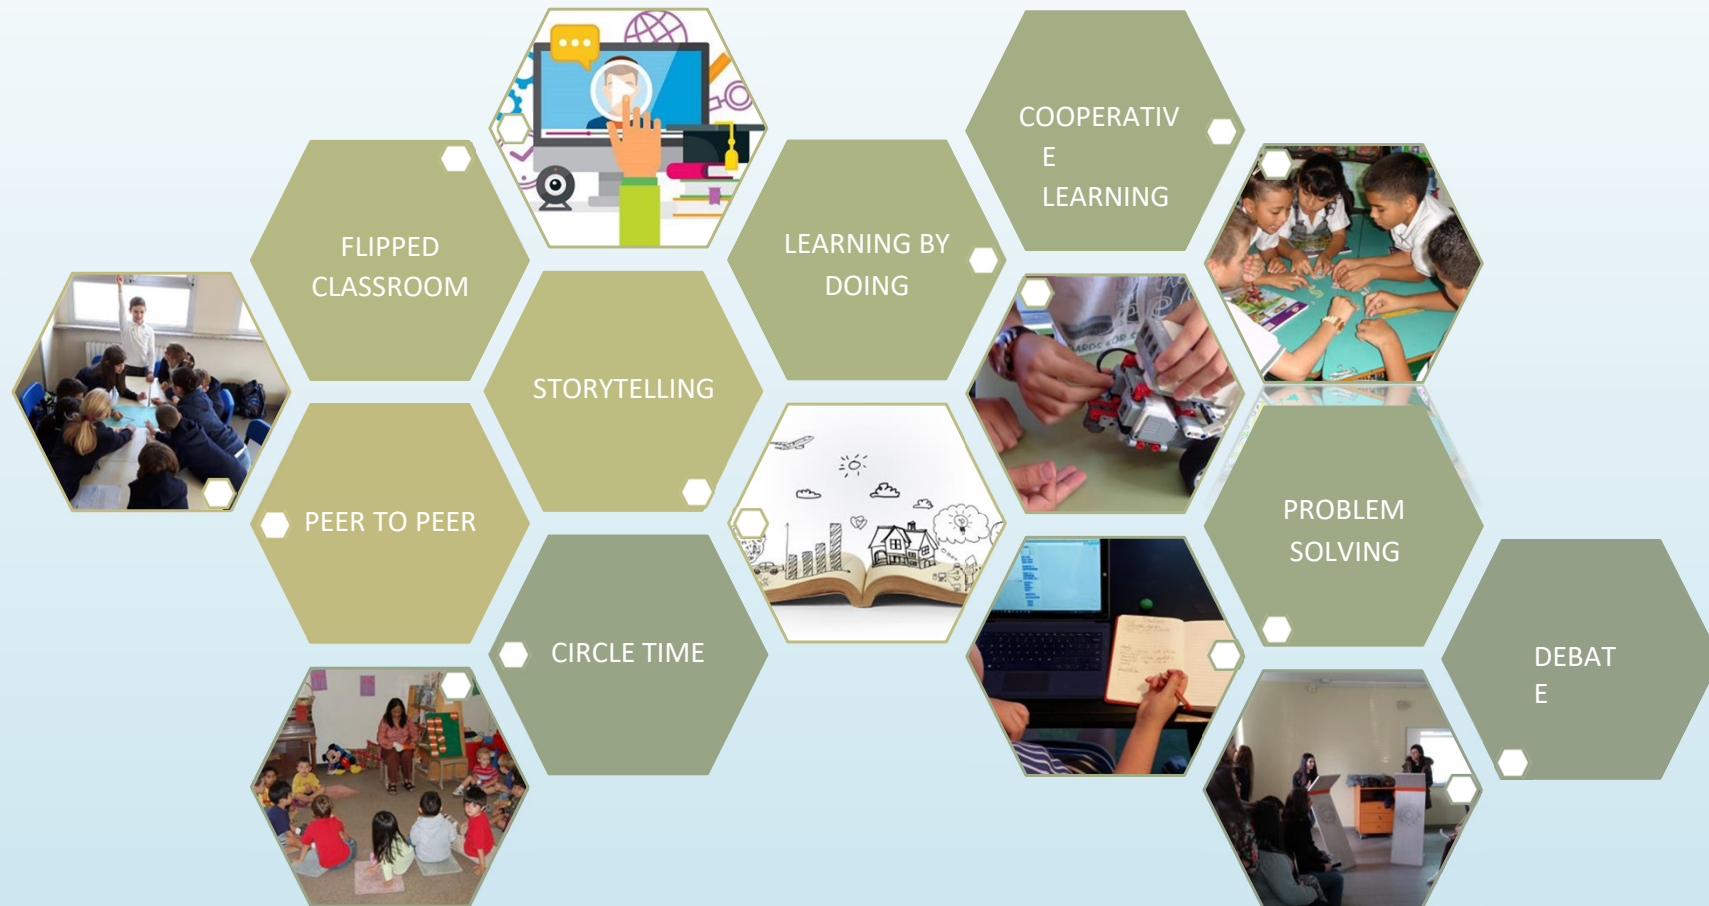 FLIPPED
CLASSROOM
STORYTELLING
LEARNING BY
DOING
COOPERATIV
E
LEARNING
PEER TO PEER
CIRCLE TIME
PROBLEM
SOLVING
DEBAT
E